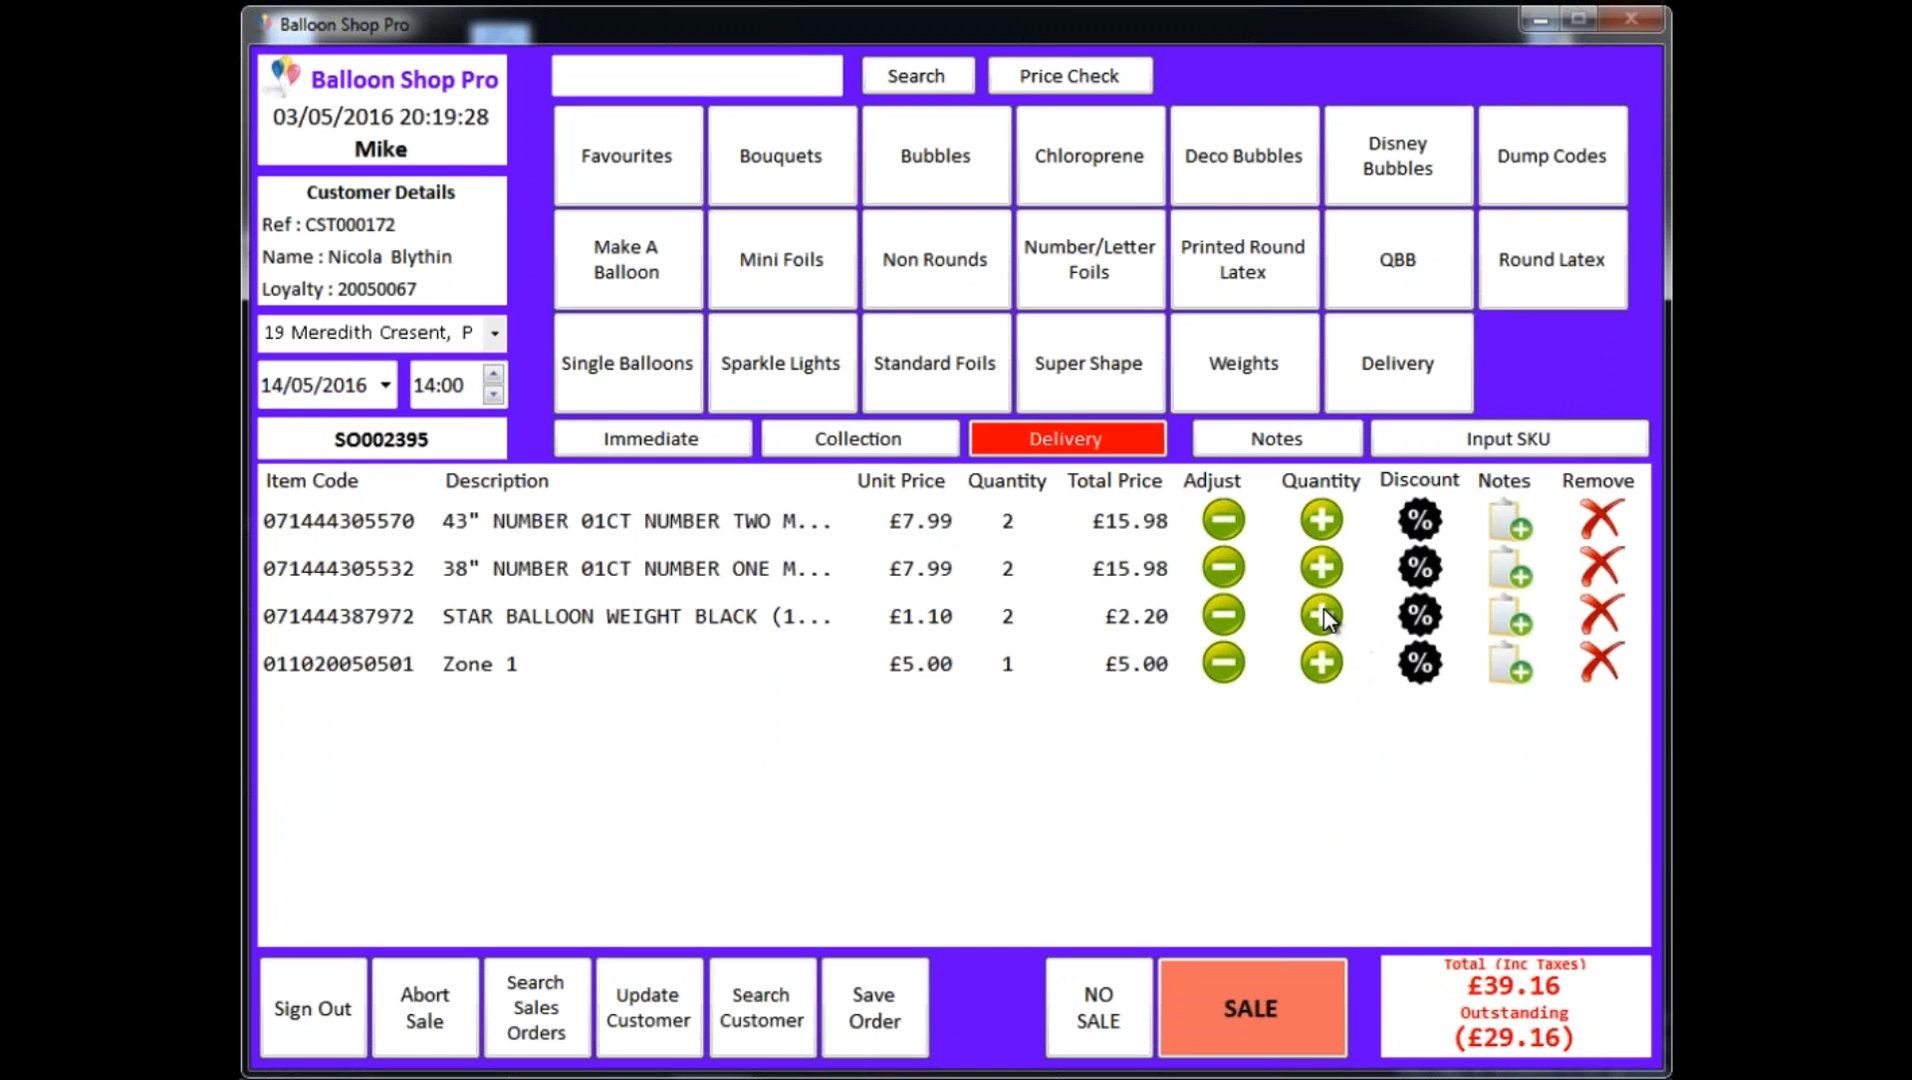 Balloon Shop Pro
Balloon Shop Pro
03/05/2016 20:19:28
Mike
Search
Price Check
Customer Details
Ref : CST000172
Name : Nicola Blythin
Loyalty : 20050067
19 Meredith Cresent, P
14/05/2016
14:00
SO002395
Favourites
Bouquets
Bubbles
Chloroprene
Deco Bubbles
Disney
Bubbles
Dump Codes
Make A
Balloon
Mini Foils
Non Rounds
Number/Letter
Foils
Printed Round
Latex
QBB
Round Latex
Single Balloons
Sparkle Lights
Standard Foils
Super Shape
Weights
Delivery
Immediate
Collection
Delivery
Notes
Input SKU
Item Code Description Unit Price Quantity Total Price Adjust Quantity Discount Notes Remove
071444305570 43" NUMBER 01CT NUMBER TWO M... £7.99 2 £15.98 %
071444305532 38" NUMBER 01CT NUMBER ONE M... £7.99 2 £15.98 %
071444387972 STAR BALLOON WEIGHT BLACK (1... £1.10 2 £2.20 %
011020050501 Zone 1 £5.00 1 £5.00 %
Sign Out
Abort
Sale
Search
Sales
Orders
Update
Customer
Search
Customer
Save
Order
NO
SALE
SALE
Total (Inc Taxes)
£39.16
Outstanding
(£29.16)